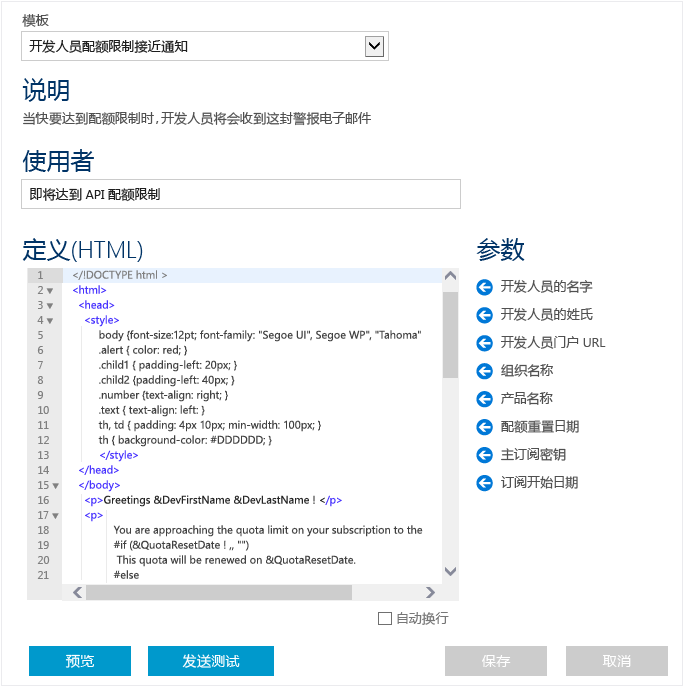 模板
开发人员配额限制接近通知
说明
当快要达到配额限制时,开发人员将会收到这封警报电子邮件
使用者
即将达到 API 配额限制
定义(HTML)
1 </!DOCTYPE html >
2 <html>
3 <head>
4 <style>
5 body {font-size:12pt; font-family: "Segoe UI", Segoe WP", "Tahoma"
6 .alert { color: red; }
7 .child1 { padding-left: 20px; }
8 .child2 {padding-left: 40px; }
9 .number {text-align: right; }
10 .text { text-align: left: }
11 th, td { padding: 4px 10px; min-width: 100px; }
12 th { background-color: #DDDDDD; }
13 </style>
14 </head>
15 </body>
16 <p>Greetings &DevFirstName &DevLastName ! </p>
17 <p>
18 You are approaching the quota limit on your subscription to the
19 #if (&QuotaResetDate ! ,, "")
20 This quota will be renewed on &QuotaResetDate.
21 #else
自动换行
参数
开发人员的名字
开发人员的姓氏
开发人员门户 URL
组织名称
产品名称
配额重置日期
主订阅密钥
订阅开始日期
预览
发送测试
保存
取消